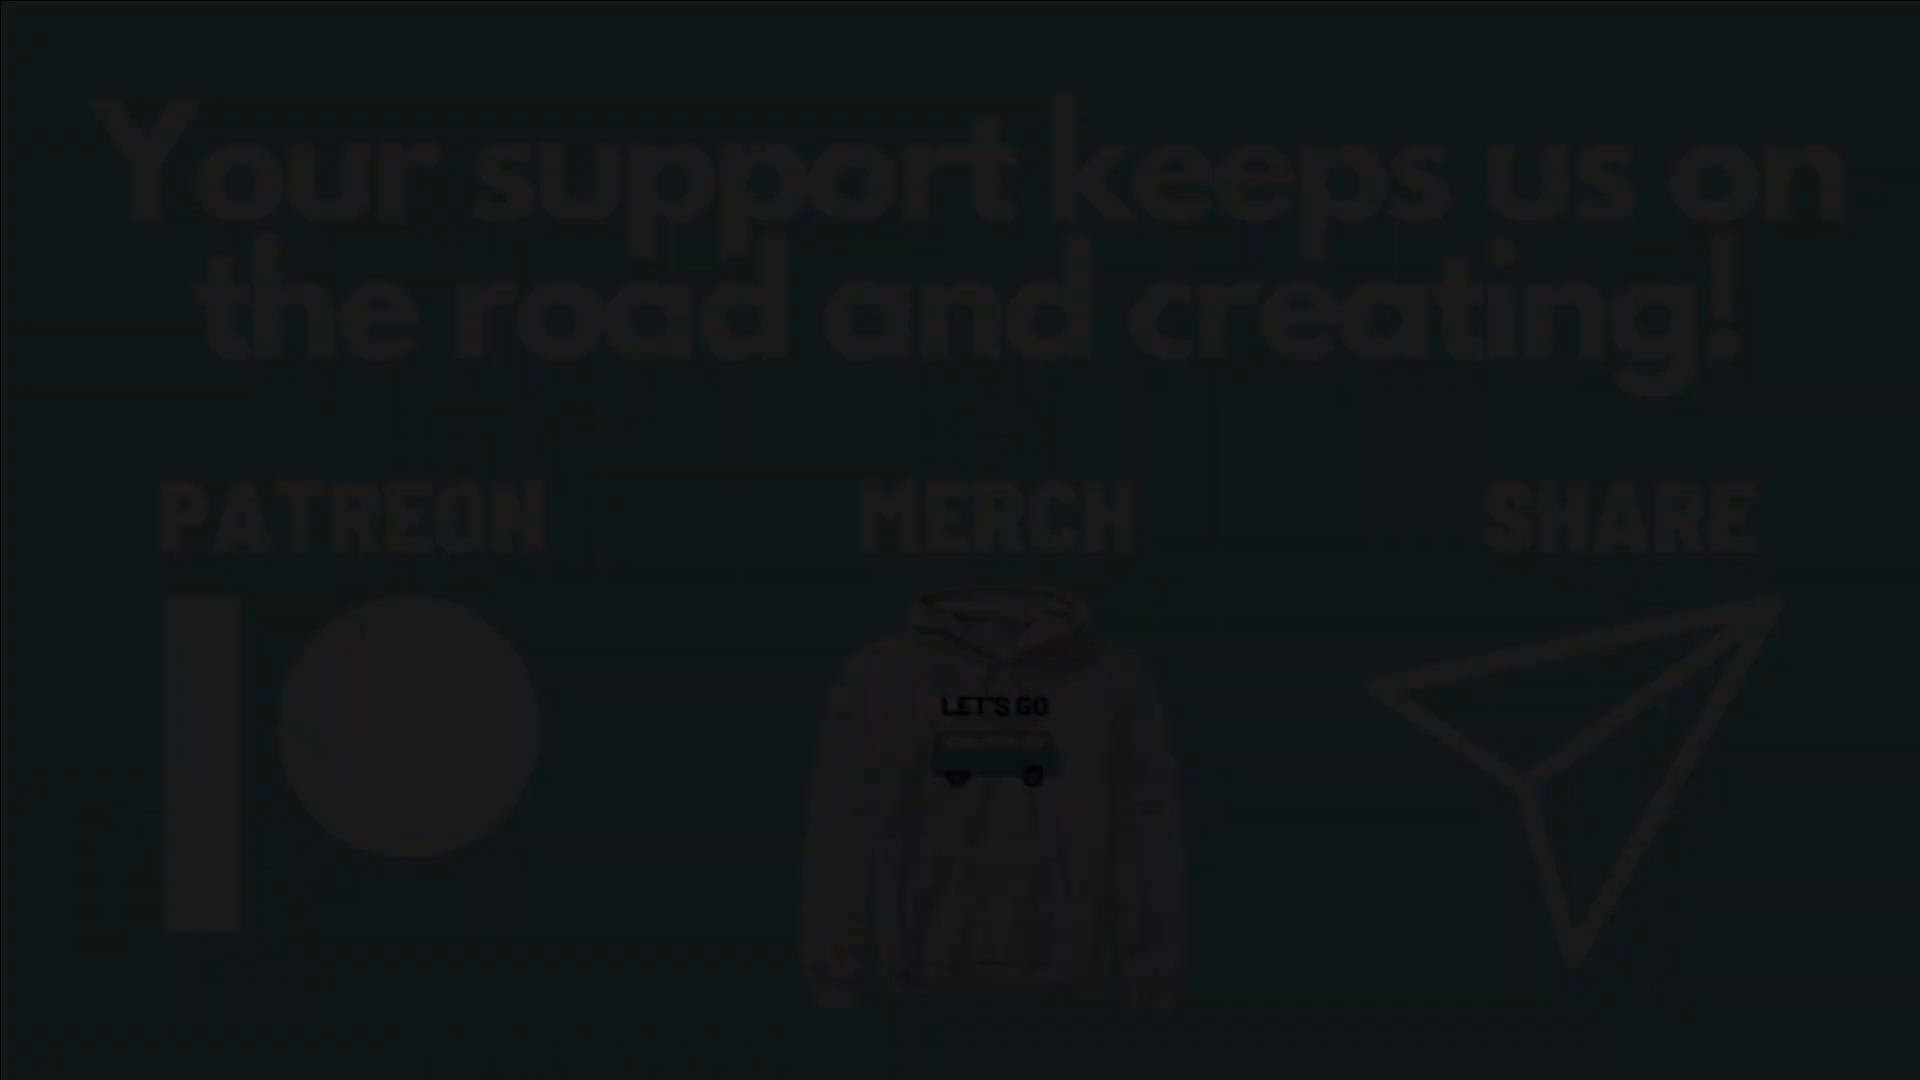 Your support keeps us on
the road and creating!
PATREON
MERCH
SHARE
LET'S GO